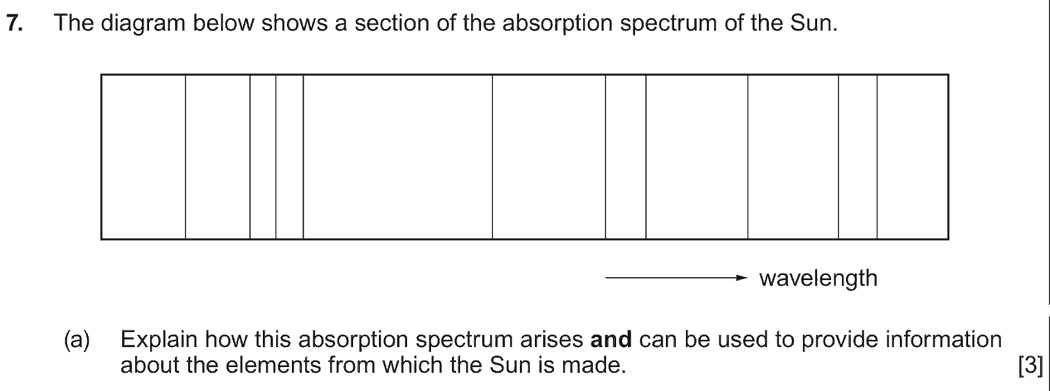 7. The diagram below shows a section of the absorption spectrum of the Sun.
wavelength
(a) Explain how this absorption spectrum arises and can be used to provide information
about the elements from which the Sun is made. [3]